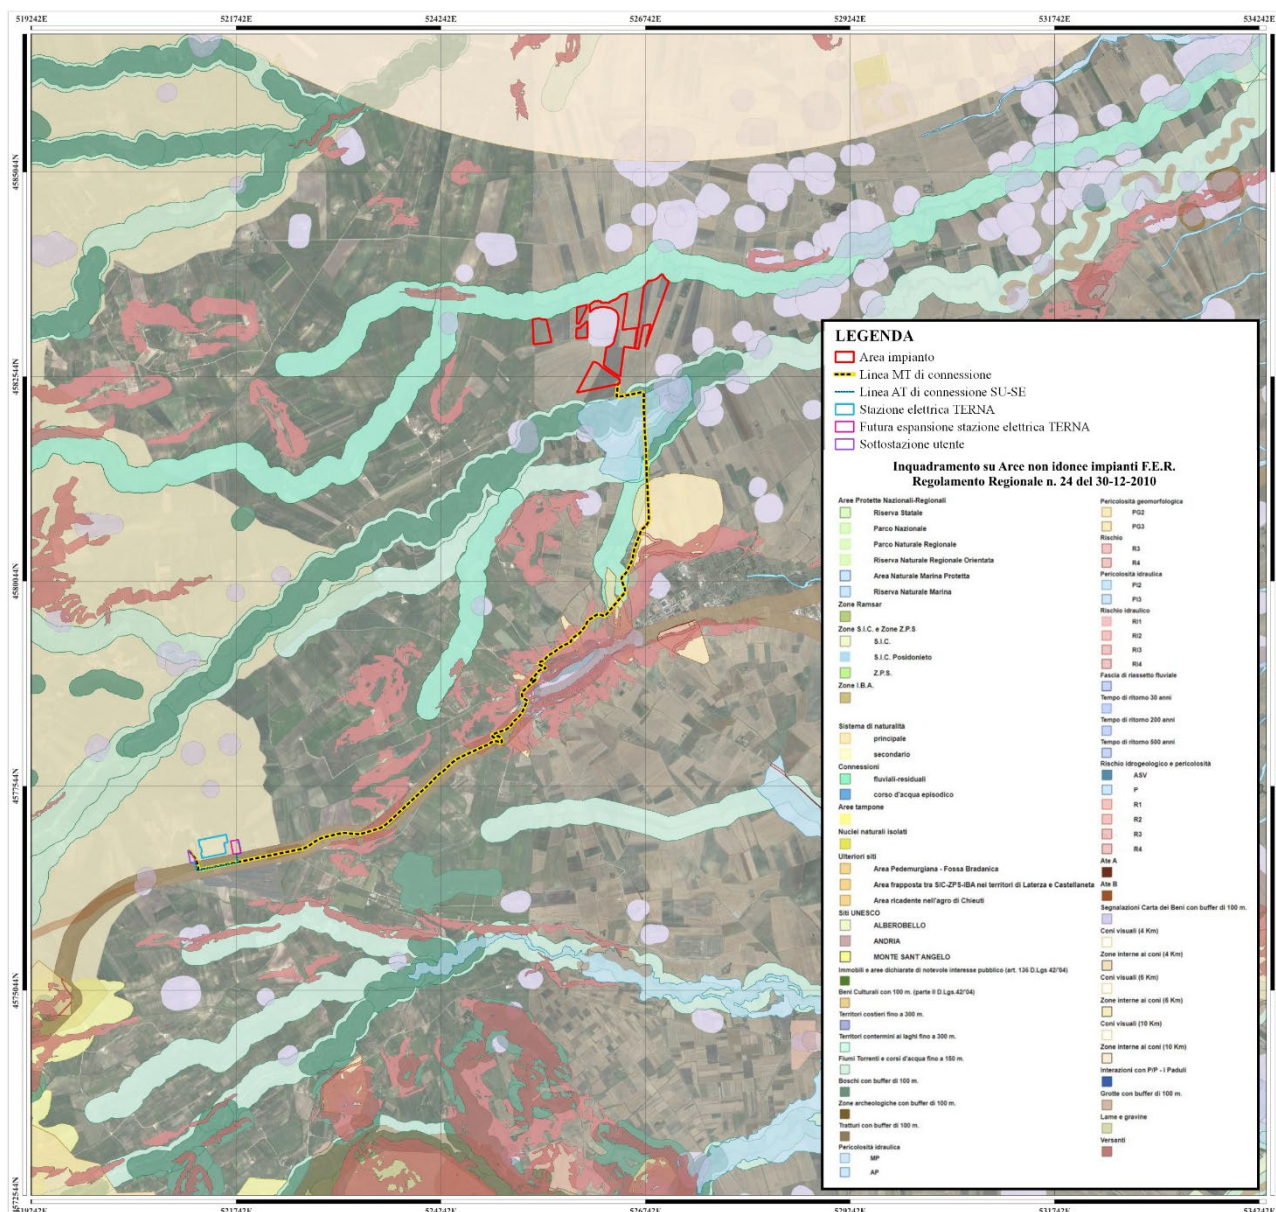 519242E 521742E 524242E 526742E 529242E 531742E 534242E
4585044N
4582544N
4580044N
4577544N
4575044N
4572544N
4585044N
4582544N
4580044N
4577544N
4575044N
LEGENDA
Area impianto
Linea MT di connessione
Linea AT di connessione SU-SE
Stazione elettrica TERNA
Futura espansione stazione elettrica TERNA
Sottostazione utente
Inquadramento su Aree non idonee impianti F.E.R.
Regolamento Regionale n. 24 del 30-12-2010
Aree Protette Nazionali-Regionali
Riserva Statale
Parco Nazionale
Parco Naturale Regionale
Riserva Naturale Regionale Orientata
Area Naturale Marina Protetta
Riserva Naturale Marina
Zone Ramsar
Zone S.I.C. e Zone Z.P.S
S.I.C.
S.I.C. Posidonieto
Z.P.S.
Zone I.B.A.
Sistema di naturalità
principale
secondario
Connessioni
fluviali-residuali
corso d'acqua episodico
Aree tampone
Nuclei naturali isolati
Ulteriori siti
Area Pedemurgiana - Fossa Bradanica
Area frapposta tra SIC-ZPS-IBA nei territori di Laterza e Castellaneta
Area ricadente nell'agro di Chieuti
Siti UNESCO
ALBEROBELLO
ANDRIA
MONTE SANT'ANGELO
Immobili e aree dichiarate di notevole interesse pubblico (art. 136 D.Lgs 42/'04)
Beni Culturali con 100 m. (parte II D.Lgs.42/'04)
Territori costieri fino a 300 m.
Territori contermini ai laghi fino a 300 m.
Fiumi Torrenti e corsi d'acqua fino a 150 m.
Boschi con buffer di 100 m.
Zone archeologiche con buffer di 100 m.
Tratturi con buffer di 100 m.
Pericolosità idraulica
MP
AP
Pericolosità geomorfologica
PG2
PG3
Rischio
R3
R4
Pericolosità idraulica
PI2
PI3
Rischio idraulico
RI1
RI2
RI3
RI4
Fascia di riassetto fluviale
Tempo di ritorno 30 anni
Tempo di ritorno 200 anni
Tempo di ritorno 500 anni
Rischio idrogeologico e pericolosità
ASV
P
R1
R2
R3
R4
Ate A
Ate B
Segnalazioni Carta dei Beni con buffer di 100 m.
Coni visuali (4 Km)
Zone interne ai coni (4 Km)
Coni visuali (6 Km)
Zone interne ai coni (6 Km)
Coni visuali (10 Km)
Zone interne ai coni (10 Km)
Interazioni con P/P - I Paduli
Grotte con buffer di 100 m.
Lame e gravine
Versanti
519242E 521742E 524242E 526742E 529242E 531742E 534242E